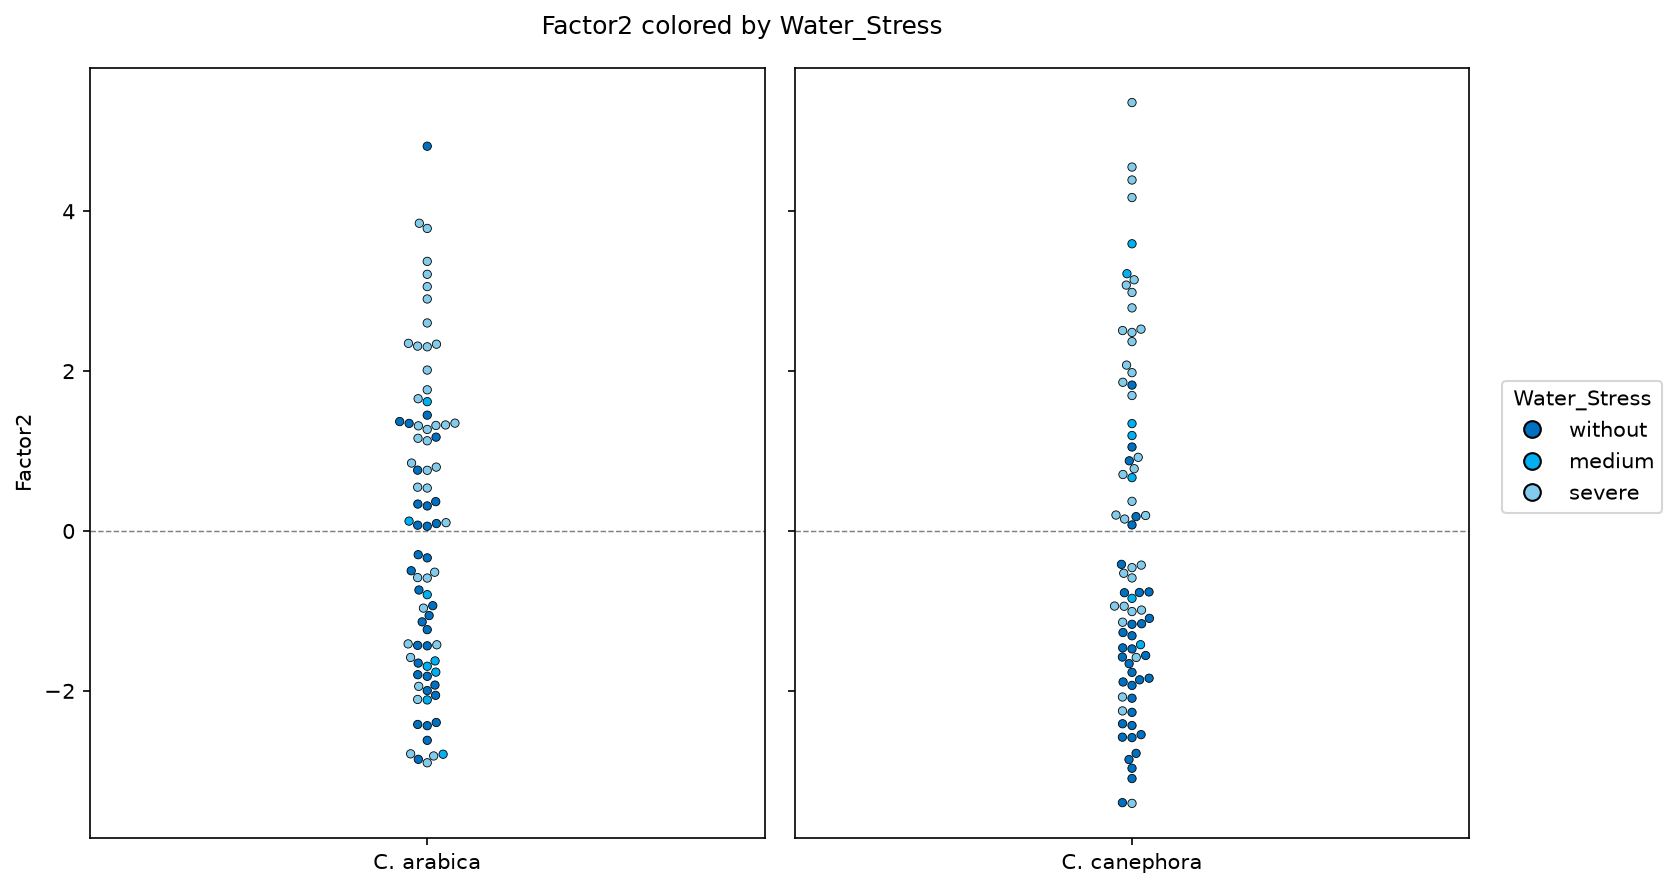 Factor2 colored by Water_Stress
Factor2
4
2
0
−2
C. arabica
C. canephora
Water_Stress
without
medium
severe